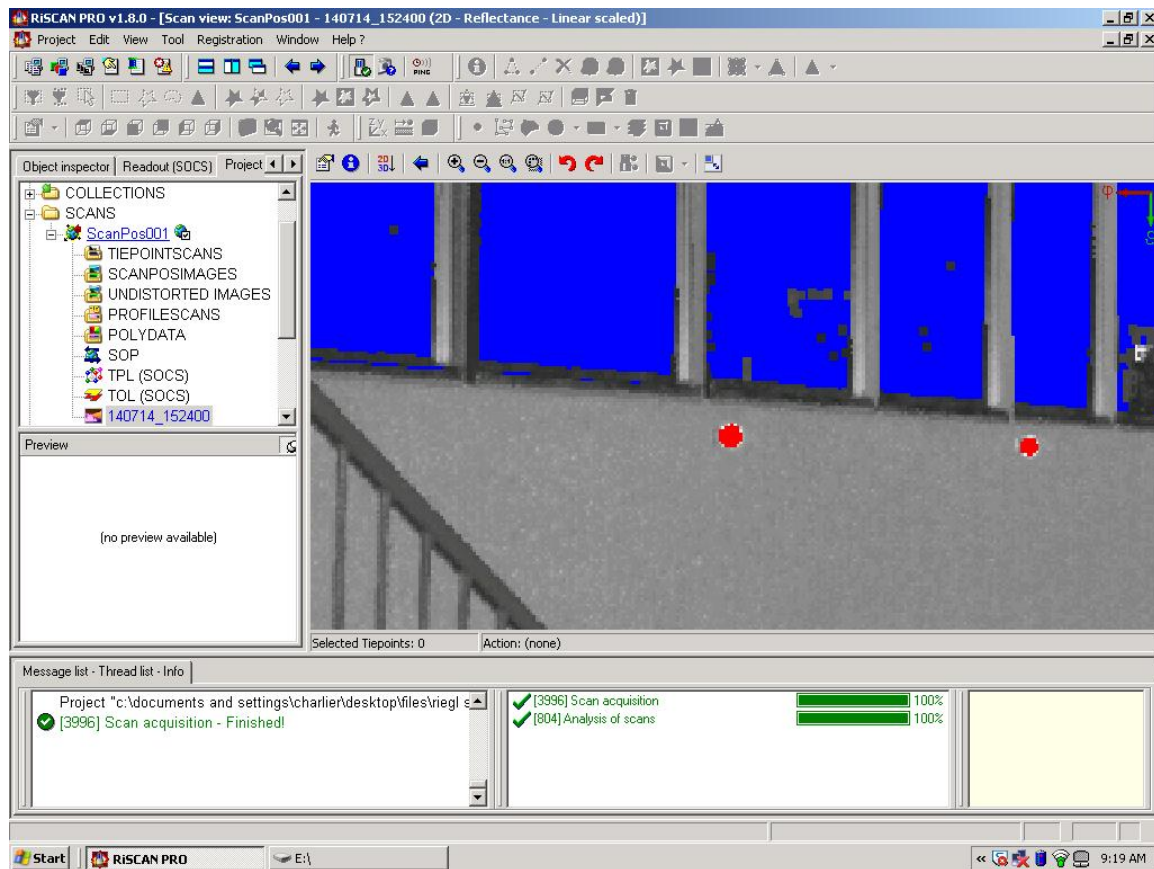 RiSCAN PRO v1.8.0 - [Scan view: ScanPos001 - 140714_152400 (2D - Reflectance - Linear scaled)]
Project Edit View Tool Registration Window Help ?
PING
Object inspector Readout (SOCS) Project
2D
3D
COLLECTIONS
SCANS
ScanPos001
TIEPOINTSCANS
SCANPOSIMAGES
UNDISTORTED IMAGES
PROFILESCANS
POLYDATA
SOP
TPL (SOCS)
TOL (SOCS)
140714_152400
φ
Preview
(no preview available)
Selected Tiepoints: 0 Action: (none)
Message list - Thread list - Info
Project "c:\documents and settings\charlier\desktop\files\riegl s
[3996] Scan acquisition - Finished!
[3996] Scan acquisition 100%
[804] Analysis of scans 100%
Start RiSCAN PRO E:\ « 9:19 AM